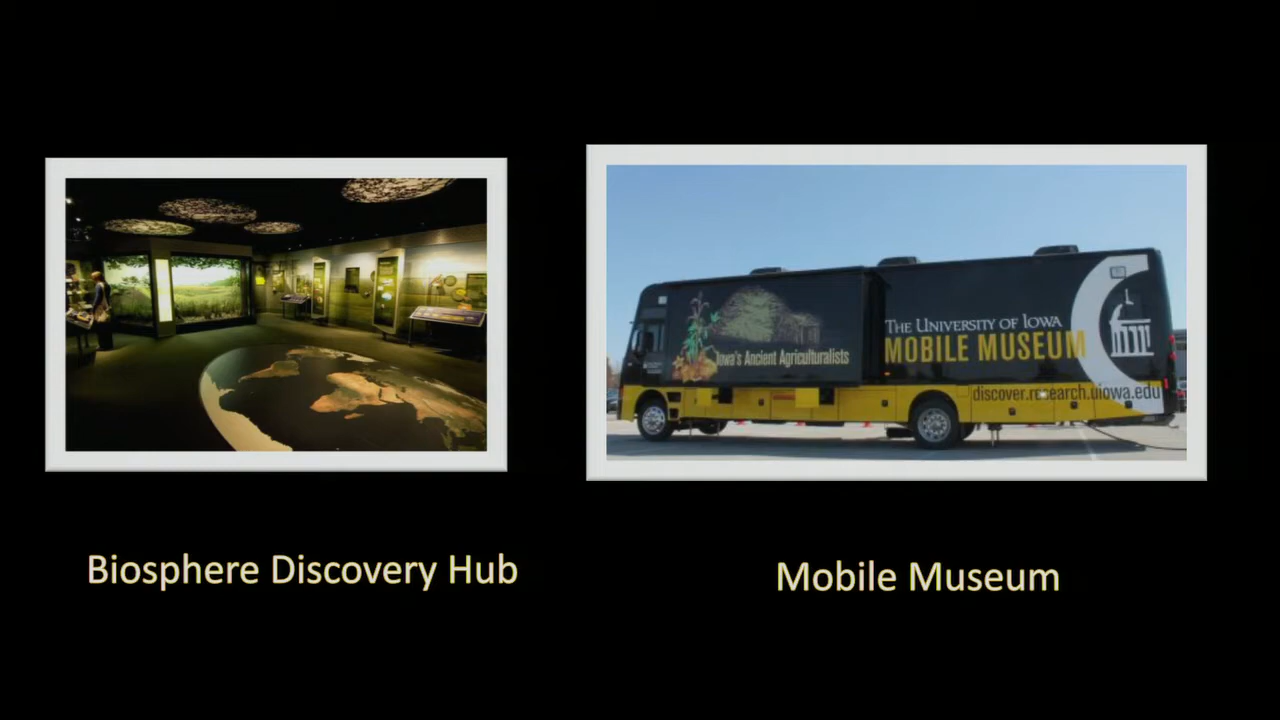 Iowa's Ancient Agriculturalists
THE UNIVERSITY OF IOWA
MOBILE MUSEUM
discover.research.uiowa.edu
Biosphere Discovery Hub
Mobile Museum